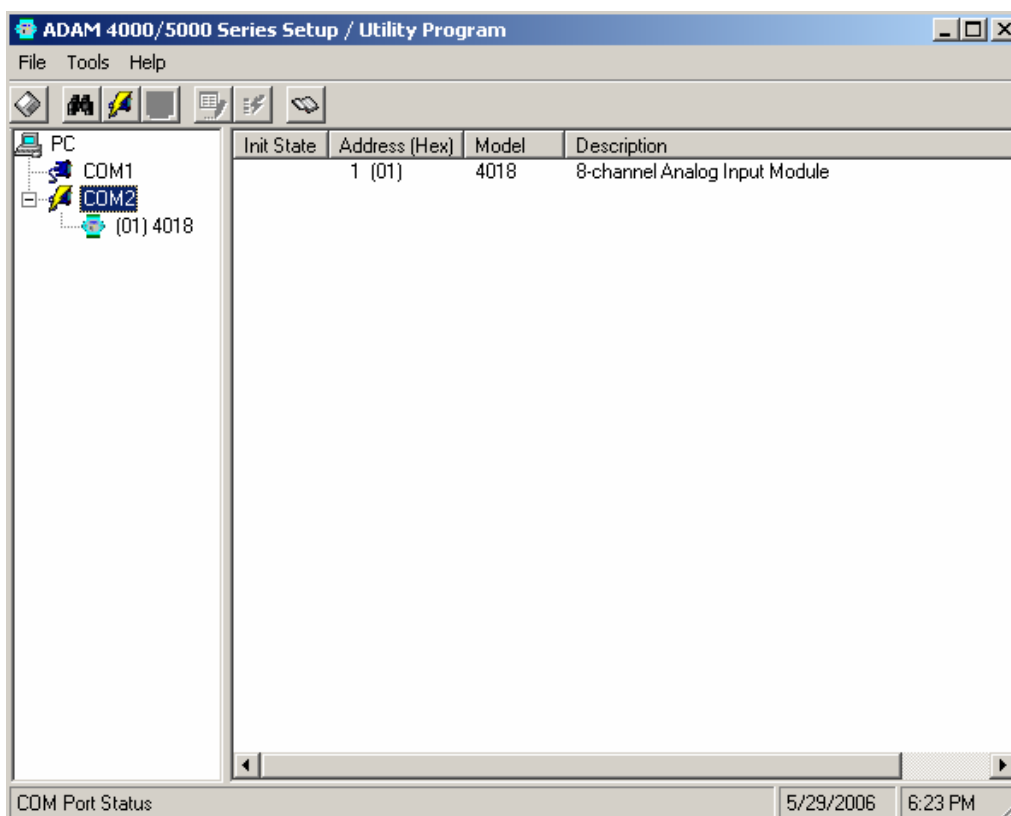 ADAM 4000/5000 Series Setup / Utility Program
File Tools Help
PC
COM1
COM2
(01) 4018
Init State Address (Hex) Model Description
1 (01) 4018 8-channel Analog Input Module
COM Port Status 5/29/2006 6:23 PM